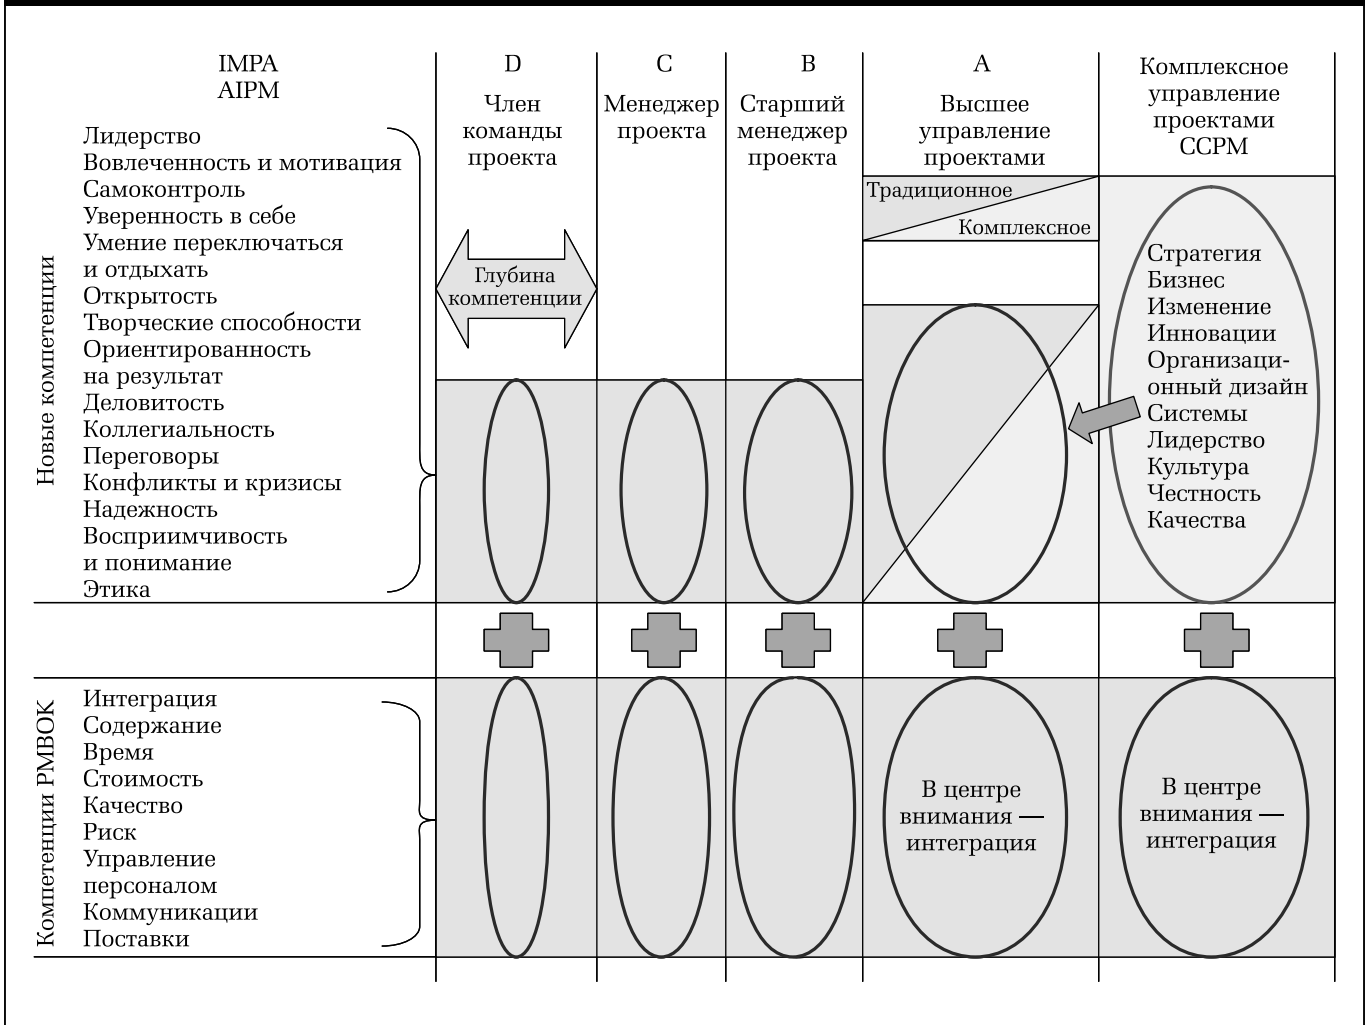 IMPA
AIPM
D
Член
команды
проекта
C
Менеджер
проекта
B
Старший
менеджер
проекта
A
Высшее
управление
проектами
Комплексное
управление
проектами
CCPM
Новые компетенции
Лидерство
Вовлеченность и мотивация
Самоконтроль
Уверенность в себе
Умение переключаться
и отдыхать
Открытость
Творческие способности
Ориентированность
на результат
Деловитость
Коллегиальность
Переговоры
Конфликты и кризисы
Надежность
Восприимчивость
и понимание
Этика
Глубина
компетенции
Традиционное
Комплексное
Стратегия
Бизнес
Изменение
Инновации
Организаци-
онный дизайн
Системы
Лидерство
Культура
Честность
Качества
Компетенции PMBOK
Интеграция
Содержание
Время
Стоимость
Качество
Риск
Управление
персоналом
Коммуникации
Поставки
В центре
внимания —
интеграция
В центре
внимания —
интеграция